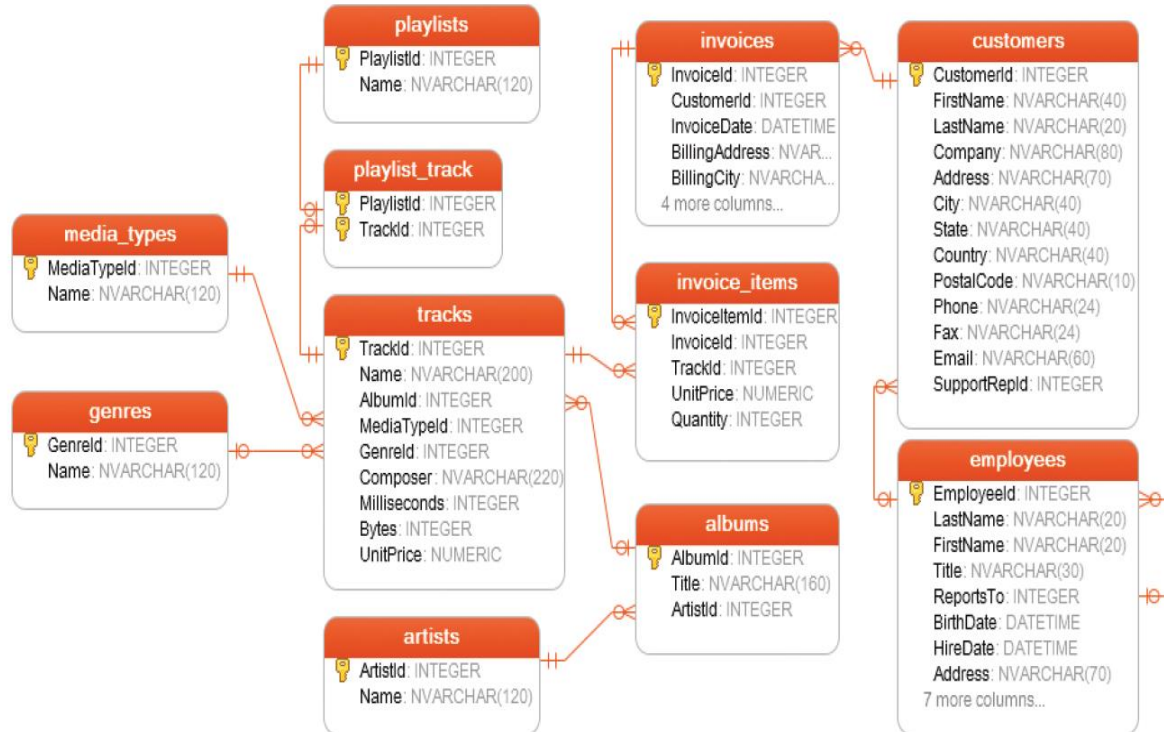 playlists
PlaylistId: INTEGER
Name: NVARCHAR(120)
playlist_track
PlaylistId: INTEGER
TrackId: INTEGER
media_types
MediaTypeId: INTEGER
Name: NVARCHAR(120)
genres
GenreId: INTEGER
Name: NVARCHAR(120)
tracks
TrackId: INTEGER
Name: NVARCHAR(200)
AlbumId: INTEGER
MediaTypeId: INTEGER
GenreId: INTEGER
Composer: NVARCHAR(220)
Milliseconds: INTEGER
Bytes: INTEGER
UnitPrice: NUMERIC
artists
ArtistId: INTEGER
Name: NVARCHAR(120)
invoices
InvoiceId: INTEGER
CustomerId: INTEGER
InvoiceDate: DATETIME
BillingAddress: NVAR...
BillingCity: NVARCHA...
4 more columns...
invoice_items
InvoiceItemId: INTEGER
InvoiceId: INTEGER
TrackId: INTEGER
UnitPrice: NUMERIC
Quantity: INTEGER
albums
AlbumId: INTEGER
Title: NVARCHAR(160)
ArtistId: INTEGER
customers
CustomerId: INTEGER
FirstName: NVARCHAR(40)
LastName: NVARCHAR(20)
Company: NVARCHAR(80)
Address: NVARCHAR(70)
City: NVARCHAR(40)
State: NVARCHAR(40)
Country: NVARCHAR(40)
PostalCode: NVARCHAR(10)
Phone: NVARCHAR(24)
Fax: NVARCHAR(24)
Email: NVARCHAR(60)
SupportRepId: INTEGER
employees
EmployeeId: INTEGER
LastName: NVARCHAR(20)
FirstName: NVARCHAR(20)
Title: NVARCHAR(30)
ReportsTo: INTEGER
BirthDate: DATETIME
HireDate: DATETIME
Address: NVARCHAR(70)
7 more columns...